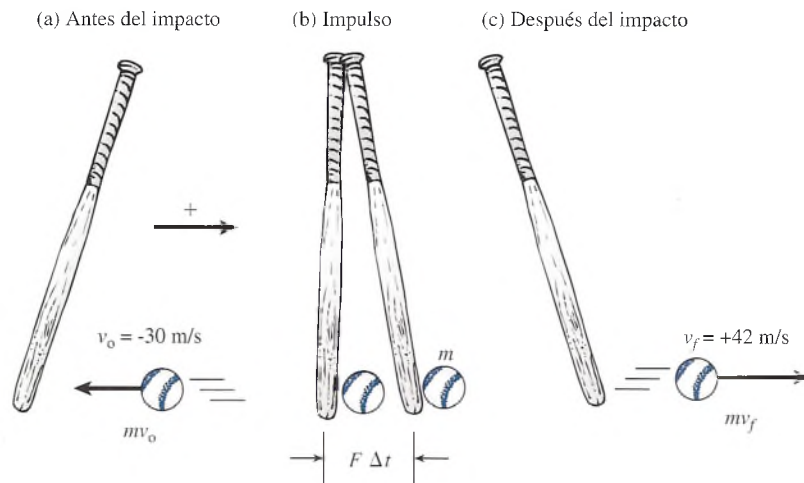 (a) Antes del impacto
(b) Impulso
(c) Después del impacto
+
v₀ = -30 m/s
mv₀
m
F Δt
v_f = +42 m/s
mv_f